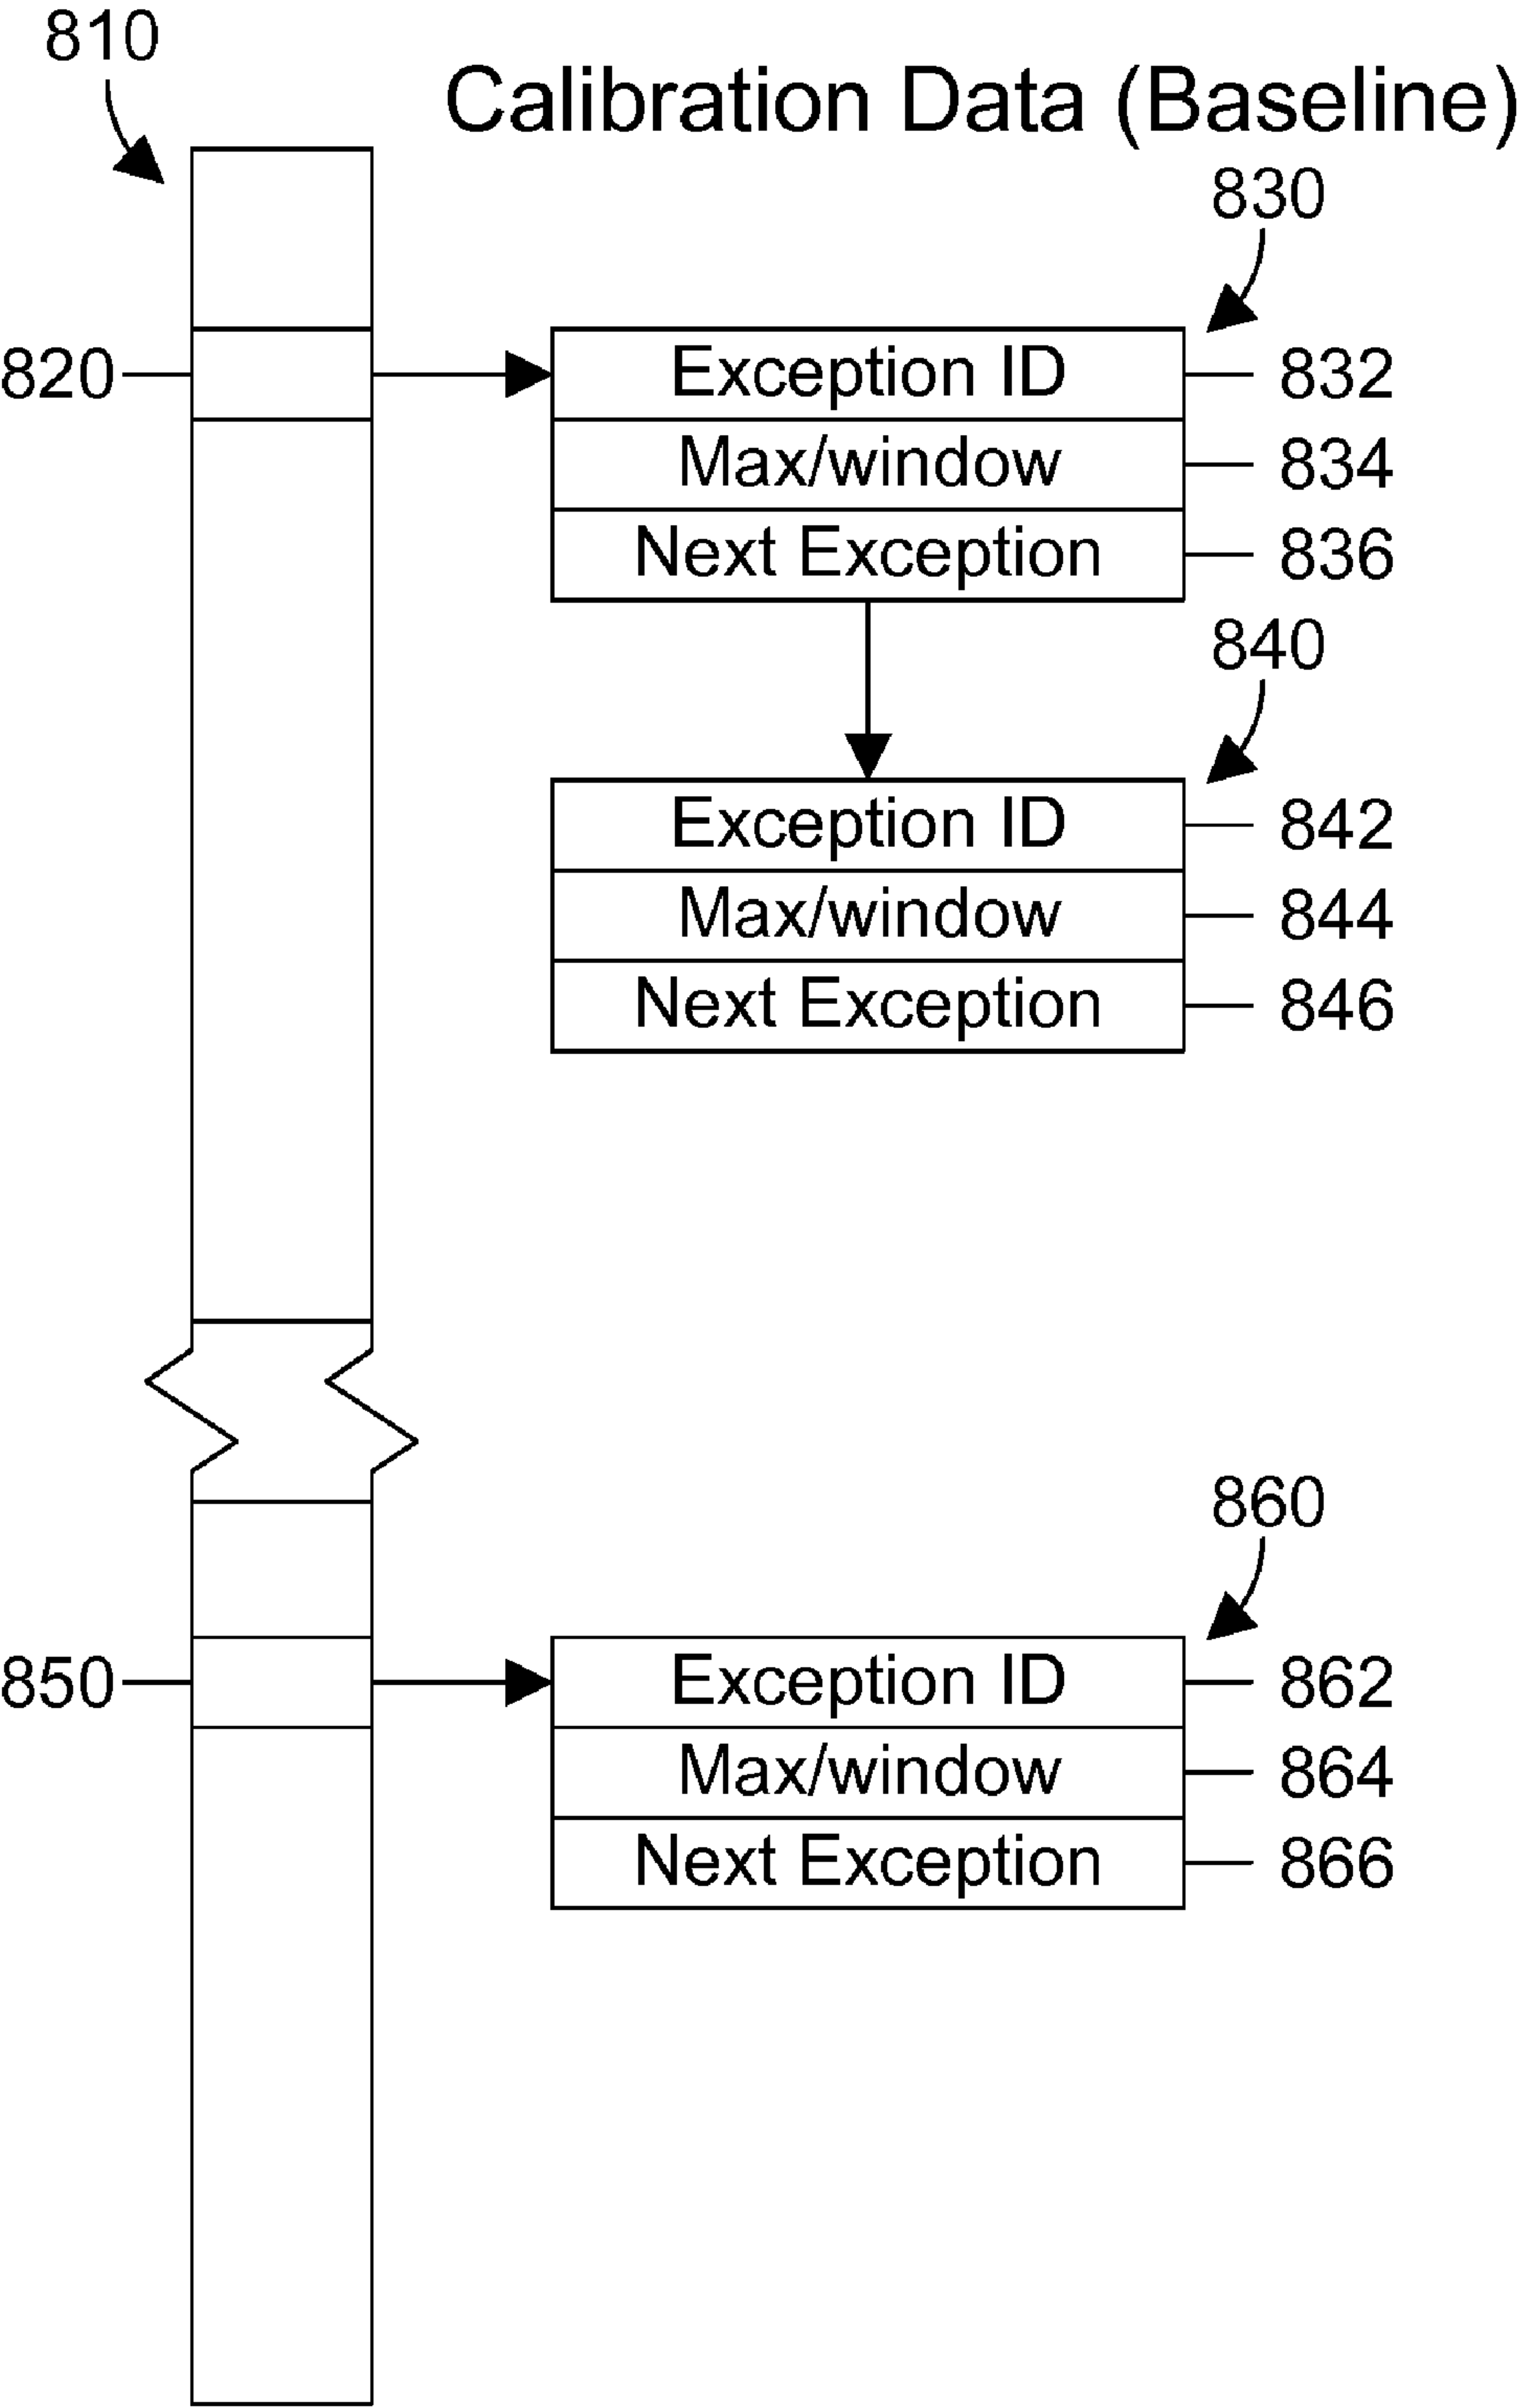 810
Calibration Data (Baseline)
830
820
Exception ID
832
Max/window
834
Next Exception
836
840
Exception ID
842
Max/window
844
Next Exception
846
860
850
Exception ID
862
Max/window
864
Next Exception
866